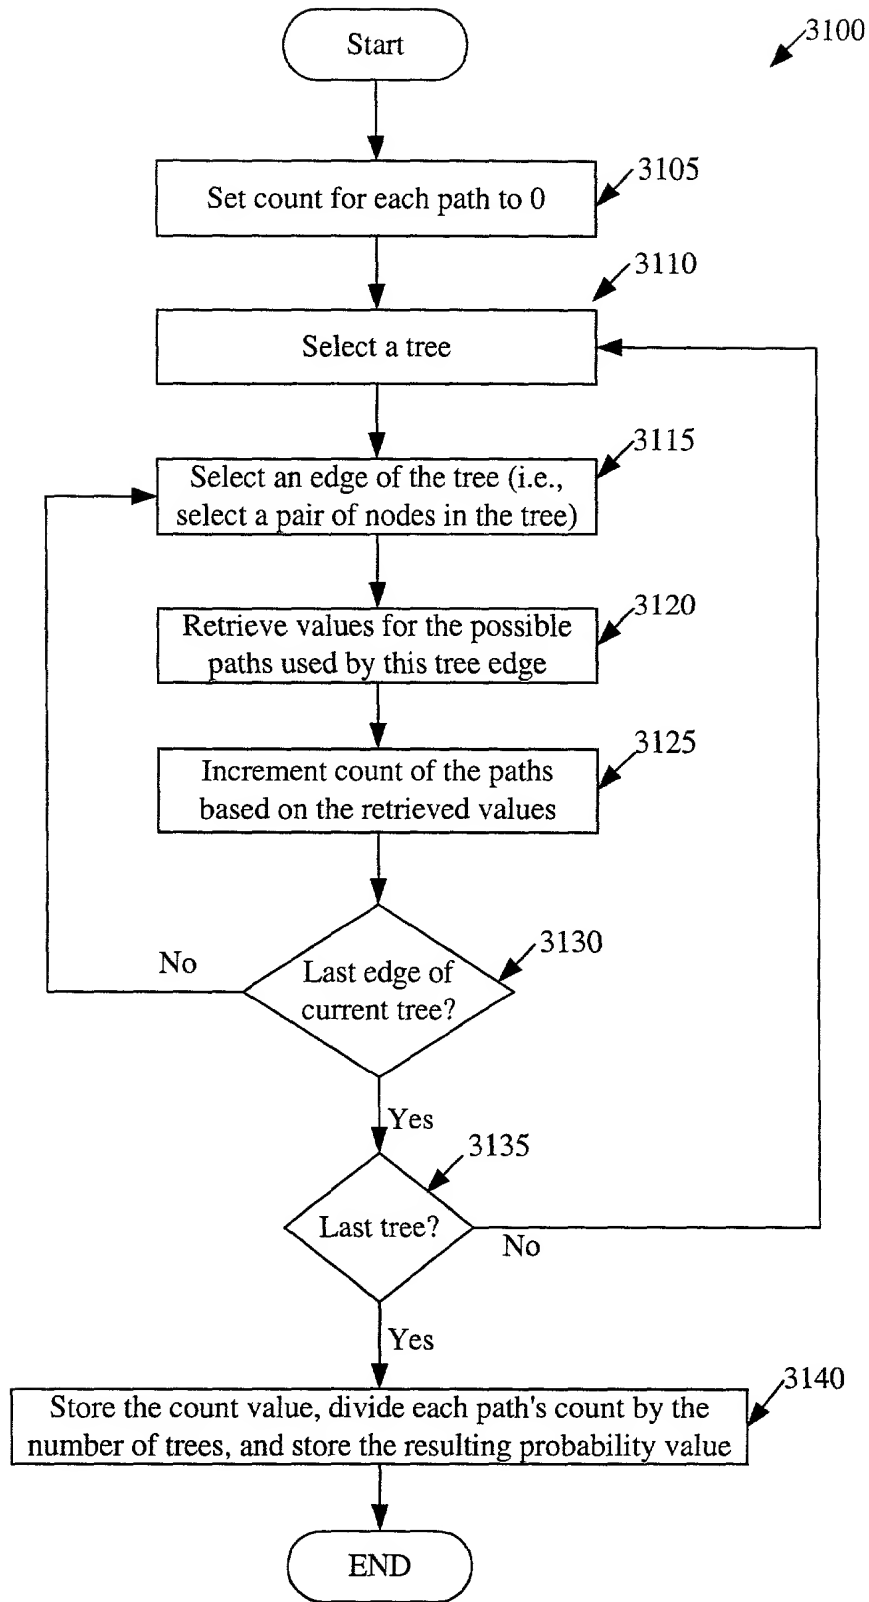 Start
3100
3105
Set count for each path to 0
3110
Select a tree
3115
Select an edge of the tree (i.e.,
select a pair of nodes in the tree)
3120
Retrieve values for the possible
paths used by this tree edge
3125
Increment count of the paths
based on the retrieved values
3130
No
Last edge of
current tree?
Yes
3135
Last tree?
No
Yes
3140
Store the count value, divide each path's count by the
number of trees, and store the resulting probability value
END